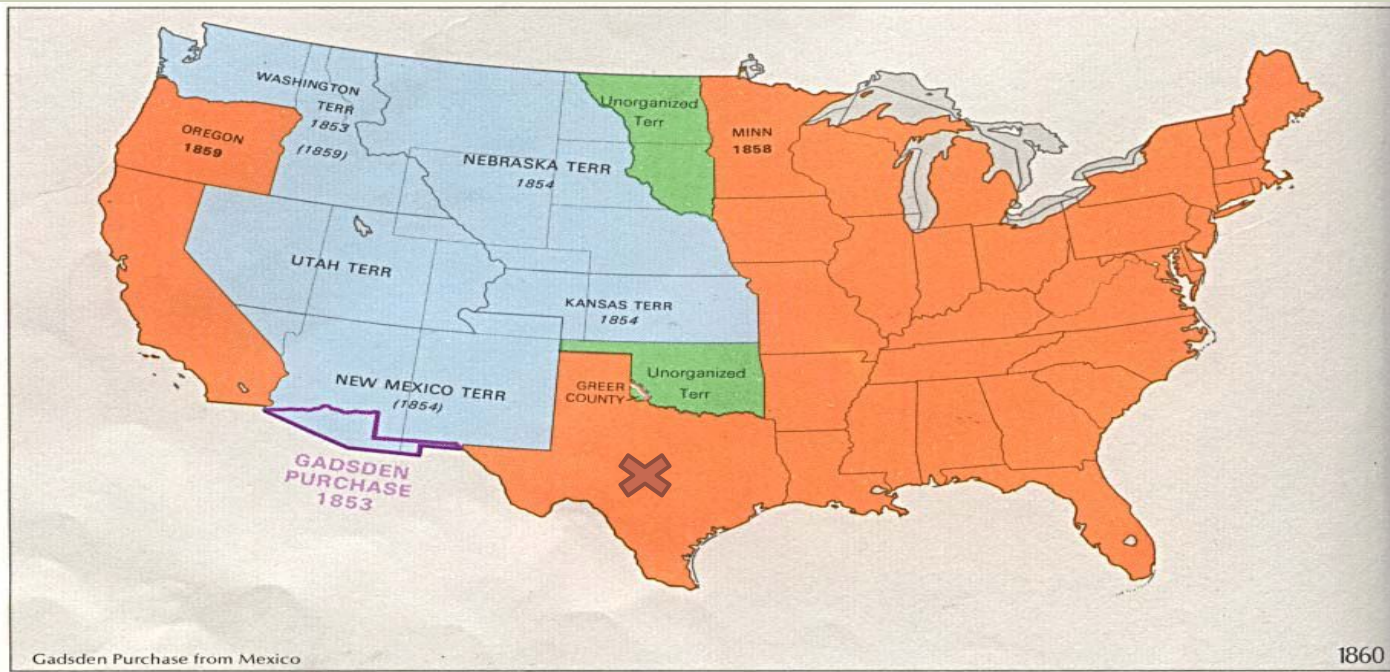 WASHINGTON
TERR
1853
(1859)
OREGON
1859
NEBRASKA TERR
1854
Unorganized
Terr
MINN
1858
UTAH TERR
KANSAS TERR
1854
NEW MEXICO TERR
(1854)
GREER
COUNTY
Unorganized
Terr
GADSDEN
PURCHASE
1853
Gadsden Purchase from Mexico
1860